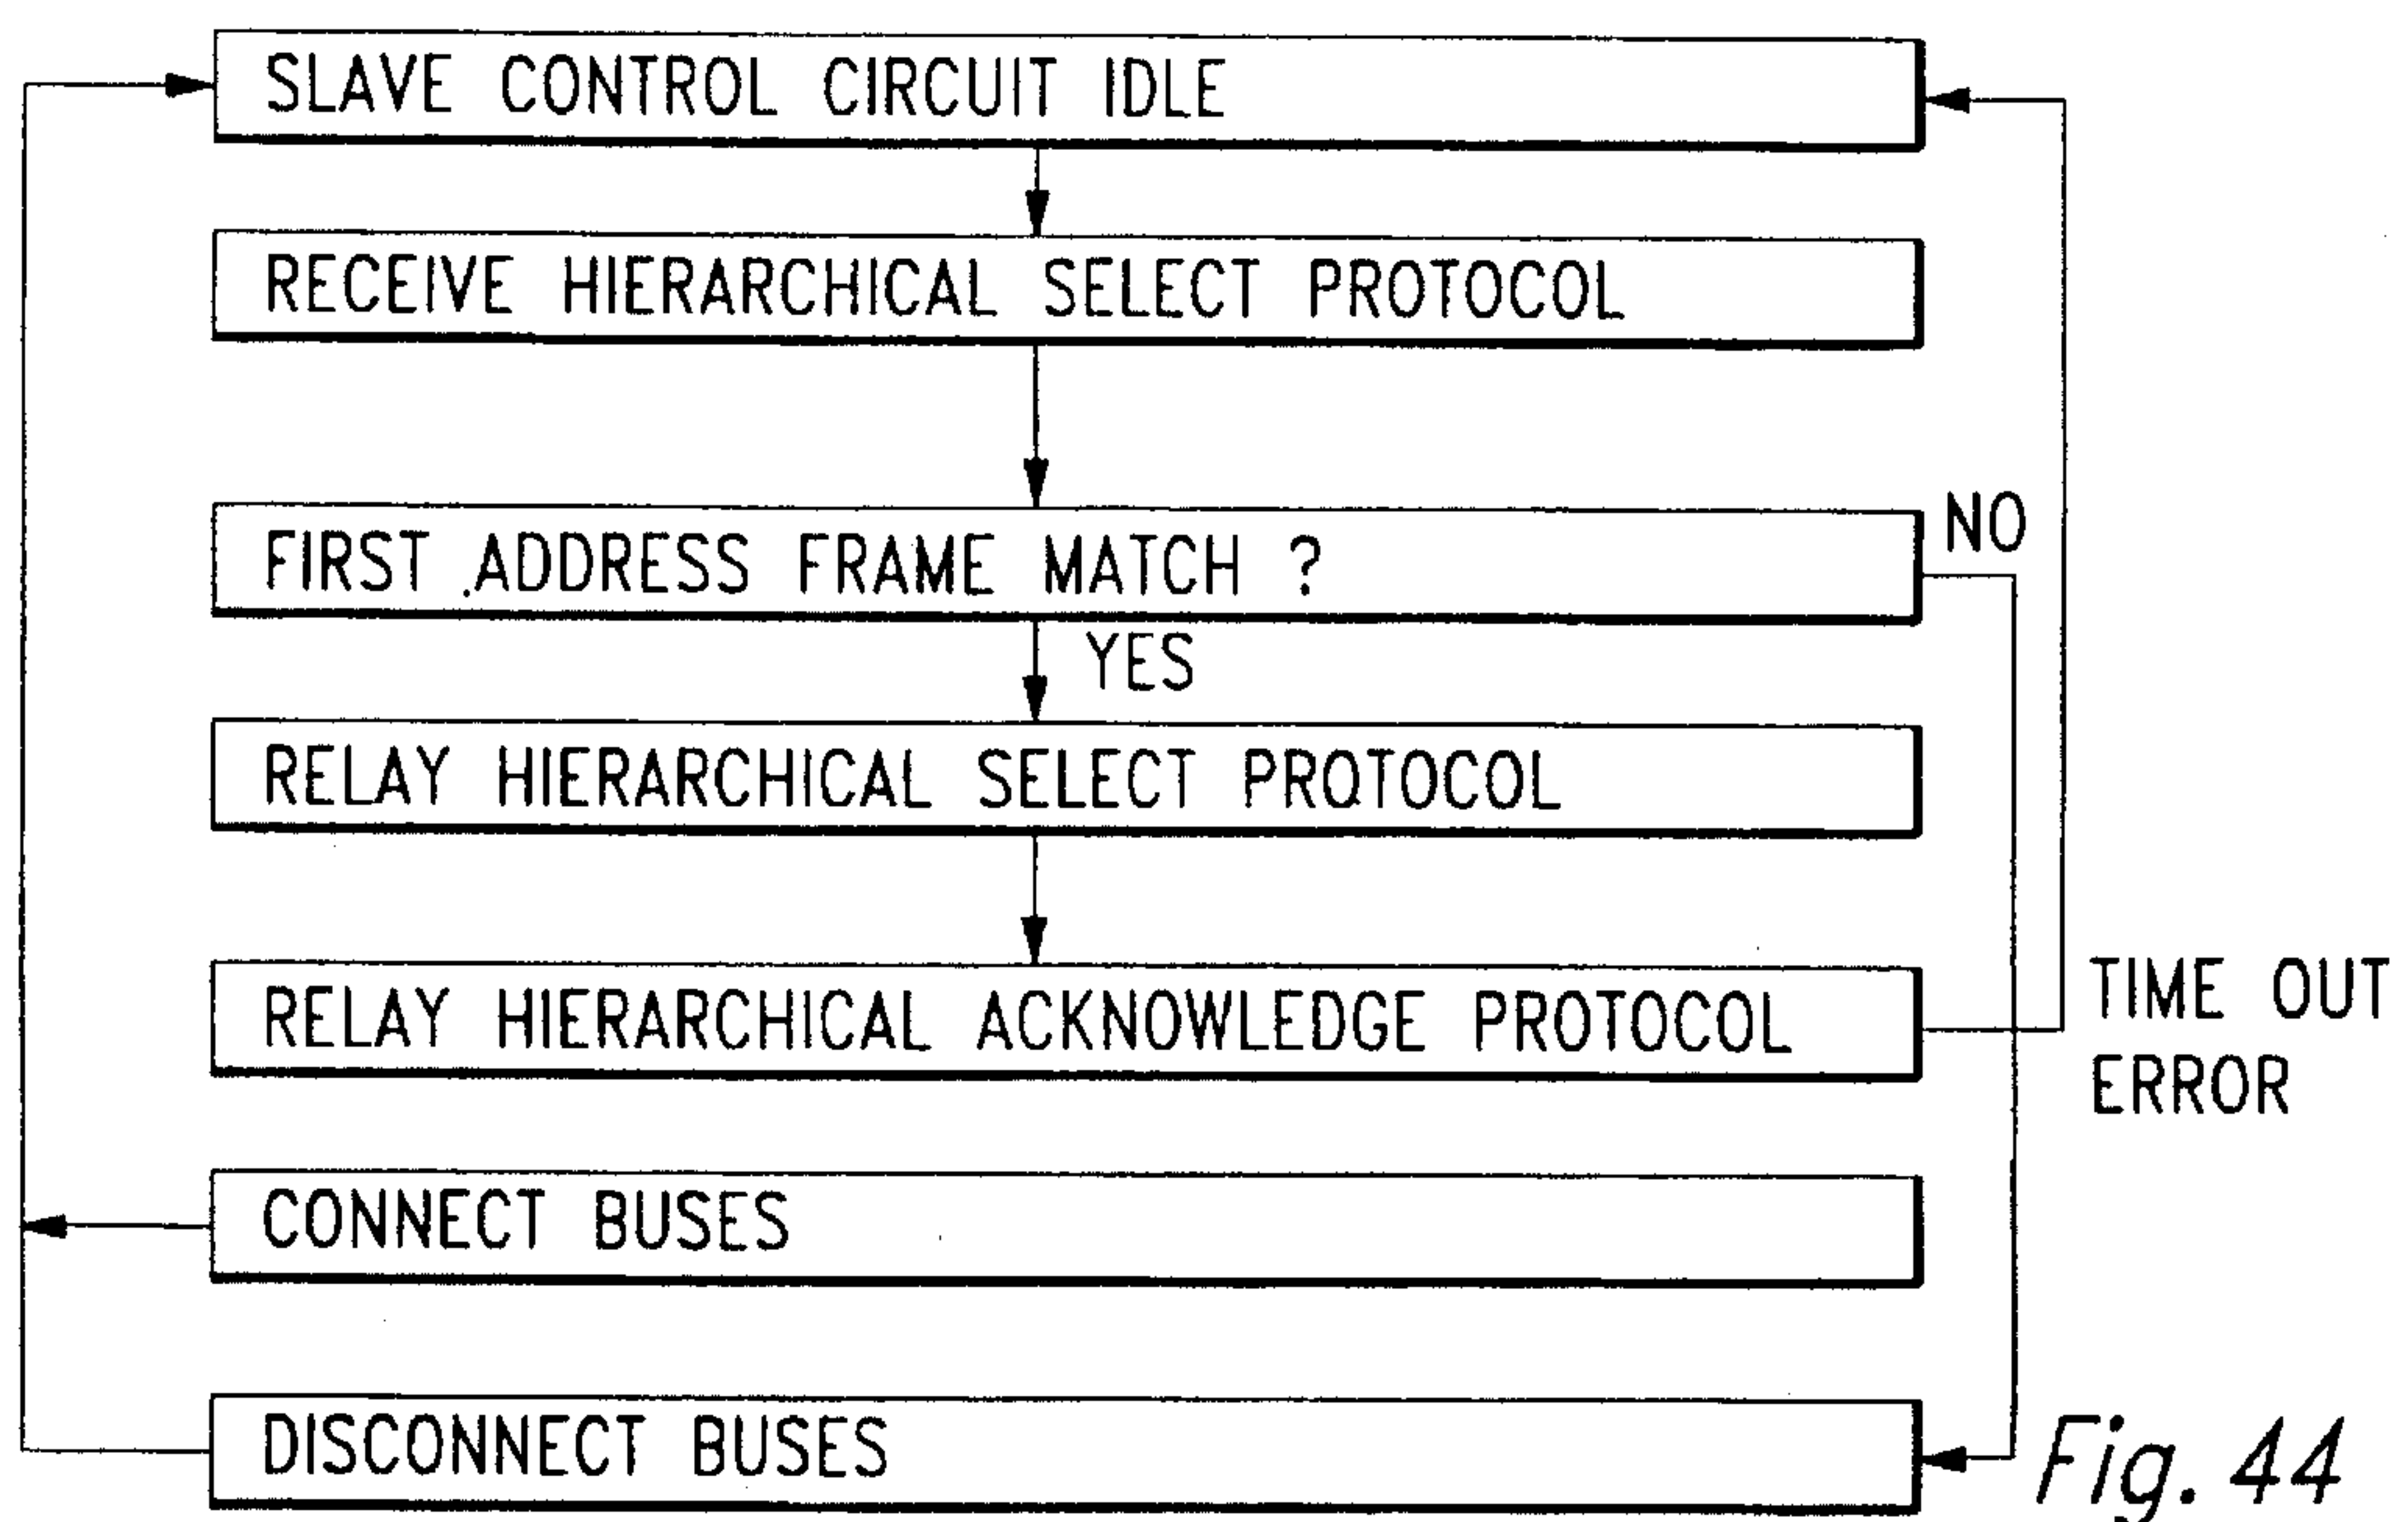 SLAVE CONTROL CIRCUIT IDLE
RECEIVE HIERARCHICAL SELECT PROTOCOL
FIRST ADDRESS FRAME MATCH ?
NO
YES
RELAY HIERARCHICAL SELECT PROTOCOL
RELAY HIERARCHICAL ACKNOWLEDGE PROTOCOL
TIME OUT
ERROR
CONNECT BUSES
DISCONNECT BUSES
Fig. 44